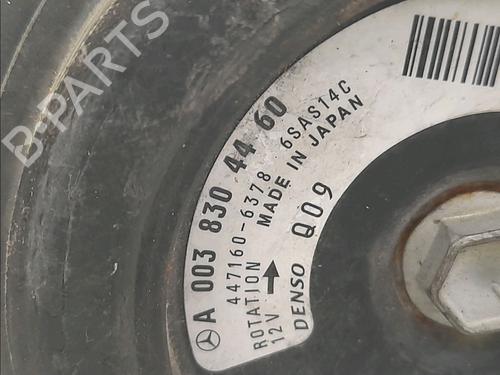 B-PARTS
A 003 830 44 60
447160-6378 6SAS14C
ROTATION MADE IN JAPAN
12V
DENSO Q09